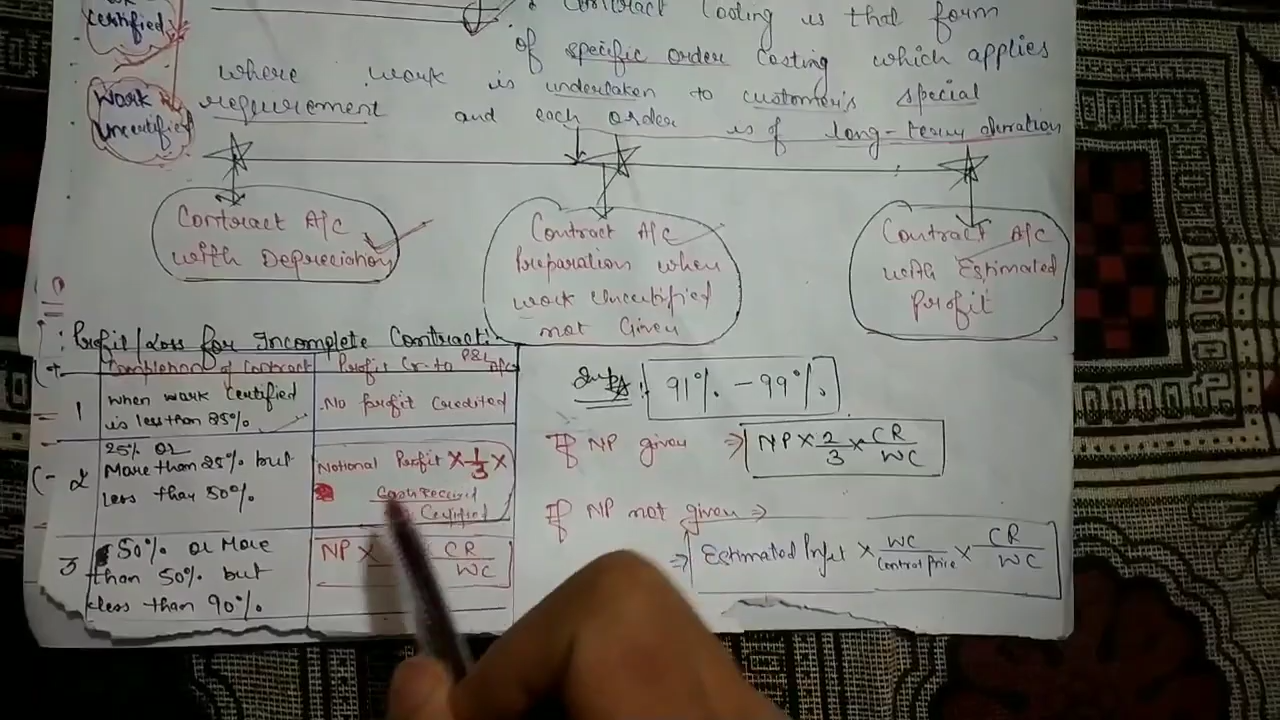 Certified
Contract Costing is that form
of specific order Costing which applies
where work is undertaken to customer's special
requirement and each order is of long-term duration
Work
Uncertified
Contract A/C
with Depreciation
Contract A/C
Preparation when
work Uncertified
not Given
Contract A/C
with Estimated
Profit
Profit/Loss for Incomplete Contract:
Completion of Contract
Profit Cr. to P&L A/C
1
When work Certified
is less than 25%
No Profit Credited
2
25% or
More than 25% but
less than 50%
Notional Profit × 1/3 ×
Cash Received
Certified
3
50% or More
than 50% but
less than 90%
NP × CR/WC
91% - 99%
If NP given ⇒ NP × 2/3 × CR/WC
If NP not given ⇒
⇒ Estimated Profit × WC/Contract Price × CR/WC